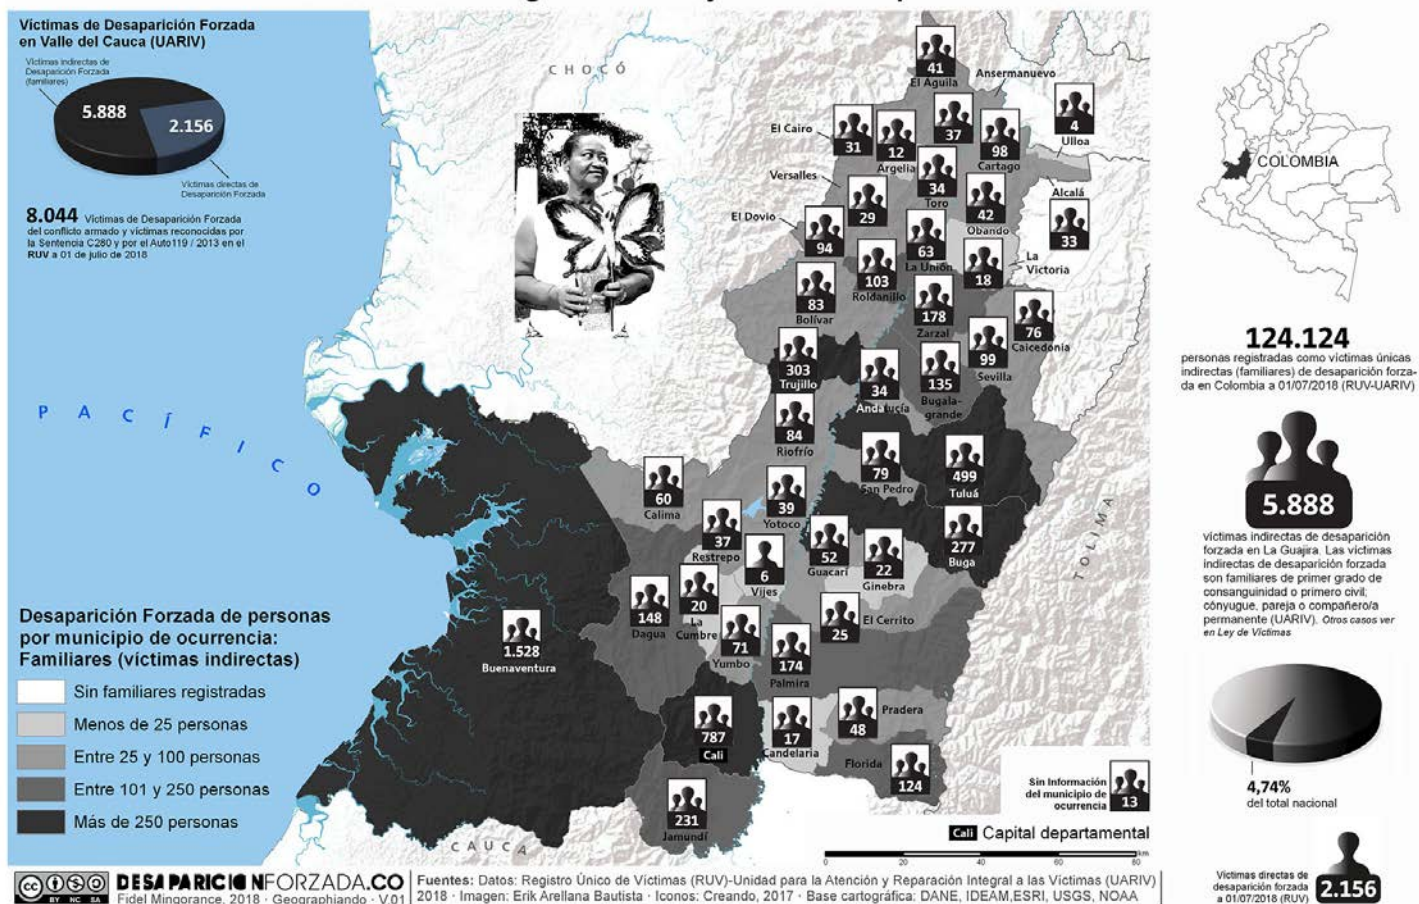 Víctimas de Desaparición Forzada
en Valle del Cauca (UARIV)
Víctimas indirectas de
Desaparición Forzada
(familiares)
5.888
2.156
Víctimas directas de
Desaparición Forzada
8.044 Víctimas de Desaparición Forzada
del conflicto armado y víctimas reconocidas por
la Sentencia C280 y por el Auto119 / 2013 en el
RUV a 01 de julio de 2018
CHOCÓ
41
El Águila
Ansermanuevo
37
4
Ulloa
El Cairo
31
12
Argelia
98
Cartago
Versalles
29
34
Toro
42
Obando
Alcalá
33
El Dovio
94
63
La Unión
18
La
Victoria
103
Roldanillo
83
Bolívar
178
Zarzal
76
Caicedonia
99
Sevilla
303
Trujillo
34
Andalucía
135
Bugala-
grande
84
Riofrío
79
San Pedro
499
Tuluá
60
Calima
39
Yotoco
37
Restrepo
52
Guacarí
22
Ginebra
277
Buga
6
Vijes
148
Dagua
20
La
Cumbre
71
Yumbo
25
El Cerrito
174
Palmira
1.528
Buenaventura
787
Cali
17
Candelaria
48
Pradera
Florida
124
231
Jamundí
PACÍFICO
TOLIMA
CAUCA
Desaparición Forzada de personas
por municipio de ocurrencia:
Familiares (víctimas indirectas)
Sin familiares registradas
Menos de 25 personas
Entre 25 y 100 personas
Entre 101 y 250 personas
Más de 250 personas
Sin Información
del municipio de
ocurrencia
13
Cali Capital departamental
0 20 40 60 80 km
COLOMBIA
124.124
personas registradas como víctimas únicas
indirectas (familiares) de desaparición forza-
da en Colombia a 01/07/2018 (RUV-UARIV)
5.888
víctimas indirectas de desaparición
forzada en La Guajira. Las víctimas
indirectas de desaparición forzada
son familiares de primer grado de
consanguinidad o primero civil;
cónyugue, pareja o compañero/a
permanente (UARIV). Otros casos ver
en Ley de Víctimas
4,74%
del total nacional
Víctimas directas de
desaparición forzada
a 01/07/2018 (RUV)
2.156
cc BY NC SA
DESAPARICIONFORZADA.CO
Fidel Mingorance, 2018 · Geographiando · V.01
Fuentes: Datos: Registro Único de Víctimas (RUV)-Unidad para la Atención y Reparación Integral a las Víctimas (UARIV)
2018 · Imagen: Erik Arellana Bautista · Iconos: Creando, 2017 · Base cartográfica: DANE, IDEAM,ESRI, USGS, NOAA